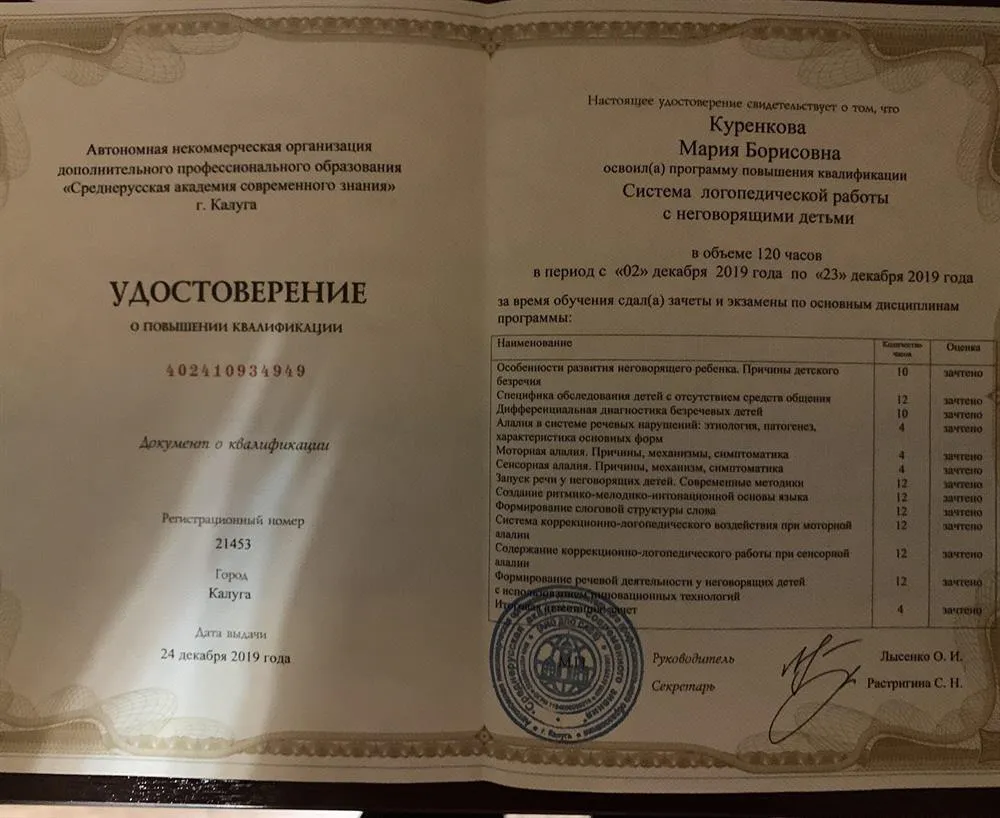 Автономная некоммерческая организация
дополнительного профессионального образования
«Среднерусская академия современного знания»
г. Калуга
УДОСТОВЕРЕНИЕ
О ПОВЫШЕНИИ КВАЛИФИКАЦИИ
402410934949
Документ о квалификации
Регистрационный номер
21453
Город
Калуга
Дата выдачи
24 декабря 2019 года
Настоящее удостоверение свидетельствует о том, что
Куренкова
Мария Борисовна
освоил(а) программу повышения квалификации
Система логопедической работы
с неговорящими детьми
в объеме 120 часов
в период с «02» декабря 2019 года по «23» декабря 2019 года
за время обучения сдал(а) зачеты и экзамены по основным дисциплинам
программы:
Наименование Количество часов Оценка
Особенности развития неговорящего ребенка. Причины детского 10 зачтено
безречия
Специфика обследования детей с отсутствием средств общения 12 зачтено
Дифференциальная диагностика безречевых детей 10 зачтено
Алалия в системе речевых нарушений: этиология, патогенез, 4 зачтено
характеристика основных форм
Моторная алалия. Причины, механизмы, симптоматика 4 зачтено
Сенсорная алалия. Причины, механизм, симптоматика 4 зачтено
Запуск речи у неговорящих детей. Современные методики 12 зачтено
Создание ритмико-мелодико-интонационной основы языка 12 зачтено
Формирование слоговой структуры слова 12 зачтено
Система коррекционно-логопедического воздействия при моторной 12 зачтено
алалии
Содержание коррекционно-логопедического работы при сенсорной 12 зачтено
алалии
Формирование речевой деятельности у неговорящих детей 12 зачтено
с использованием инновационных технологий
4 зачтено
М.П.
Руководитель Лысенко О. И.
Секретарь Растригина С. Н.